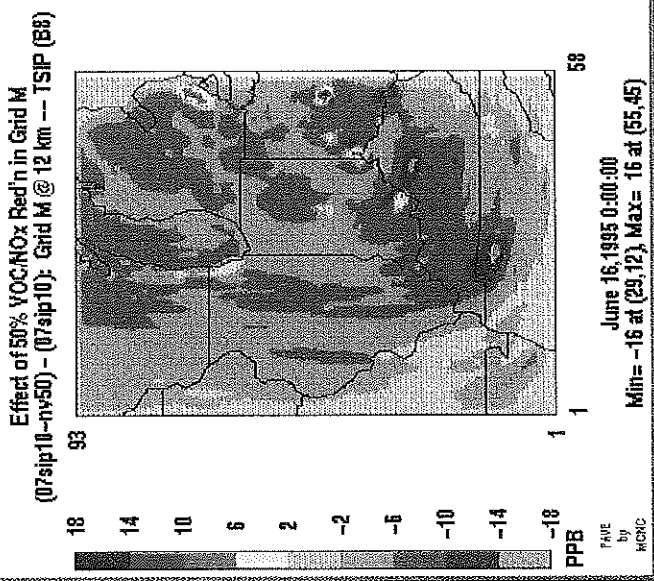 Effect of 50% VOC/NOx Red'n in Grid M
(07sip10-nv50) - (07sip10): Grid M @ 12 km --- TSIP (B8)
18
14
10
6
2
-2
-6
-10
-14
-18
PPB
93
1
1
58
PAVE
by
MCNC
June 16,1995 0:00:00
Min= -16 at (29,12), Max= 16 at (55,45)